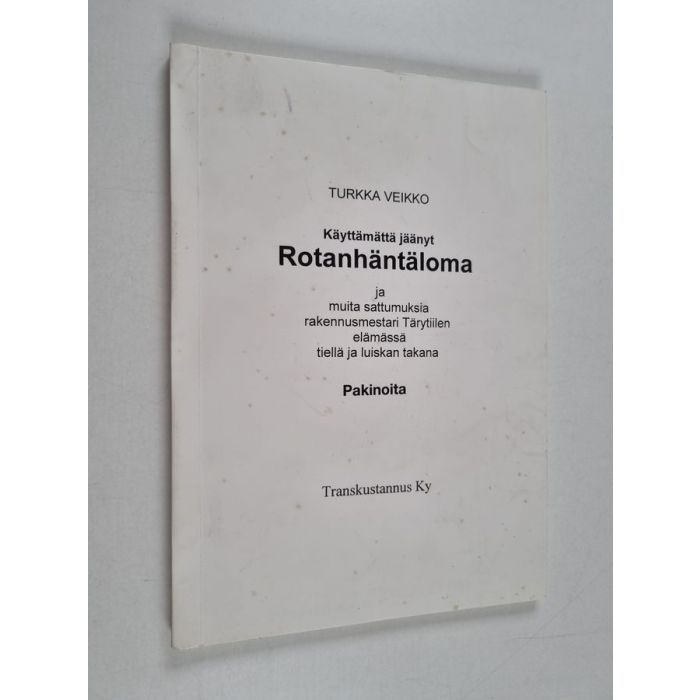 TURKKA VEIKKO
Käyttämättä jäänyt
Rotanhäntäloma
ja
muita sattumuksia
rakennusmestari Tärytiilen
elämässä
tiellä ja luiskan takana
Pakinoita
Transkustannus Ky